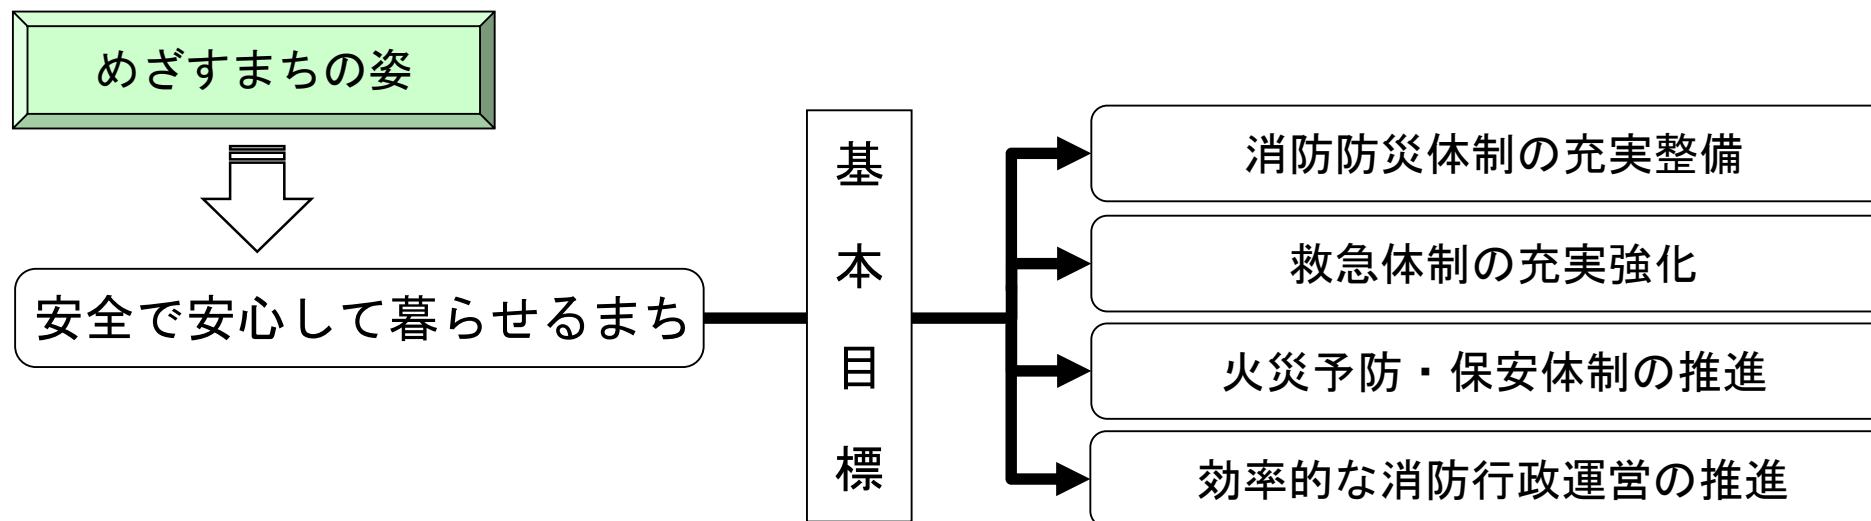 めざすまちの姿
安全で安心して暮らせるまち
基本目標
消防防災体制の充実整備
救急体制の充実強化
火災予防・保安体制の推進
効率的な消防行政運営の推進